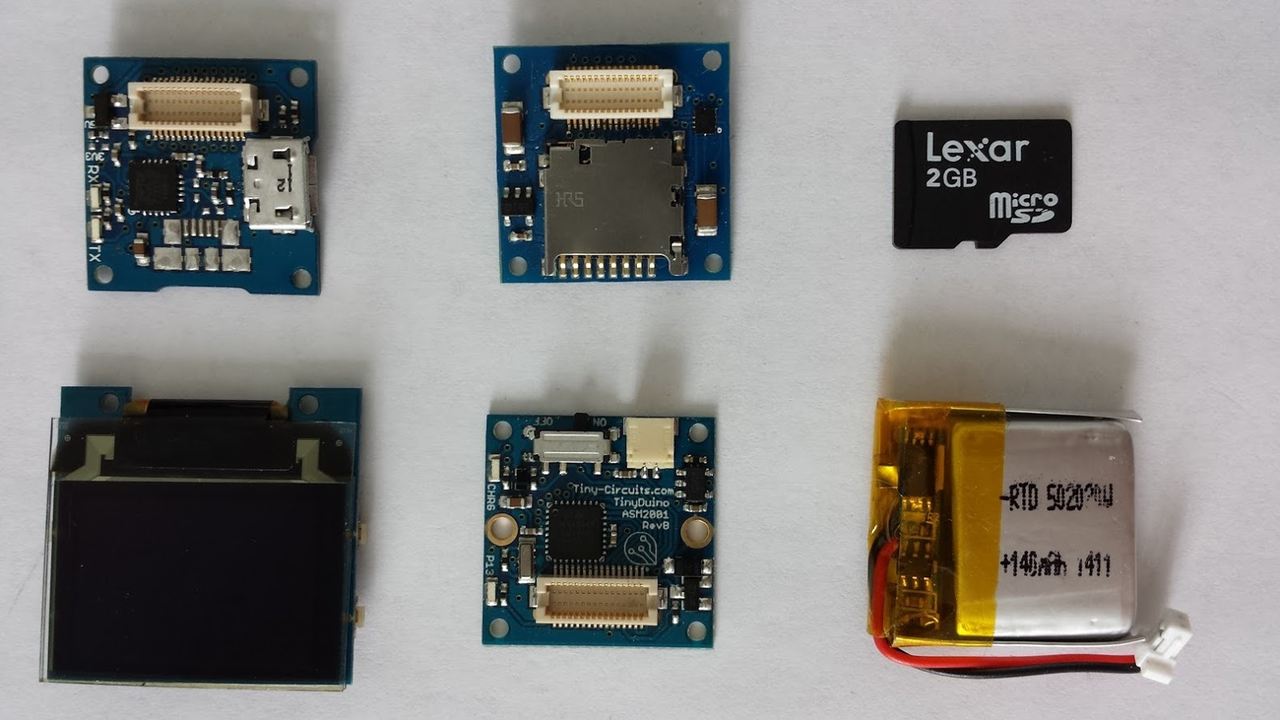 3V3
RX
TX
HRS
Lexar
2GB
Micro
SD
OFF
ON
CHRG
P13
Tiny-Circuits.com
TinyDuino
ASM2001
RevB
-RTD
+140mAh 1411